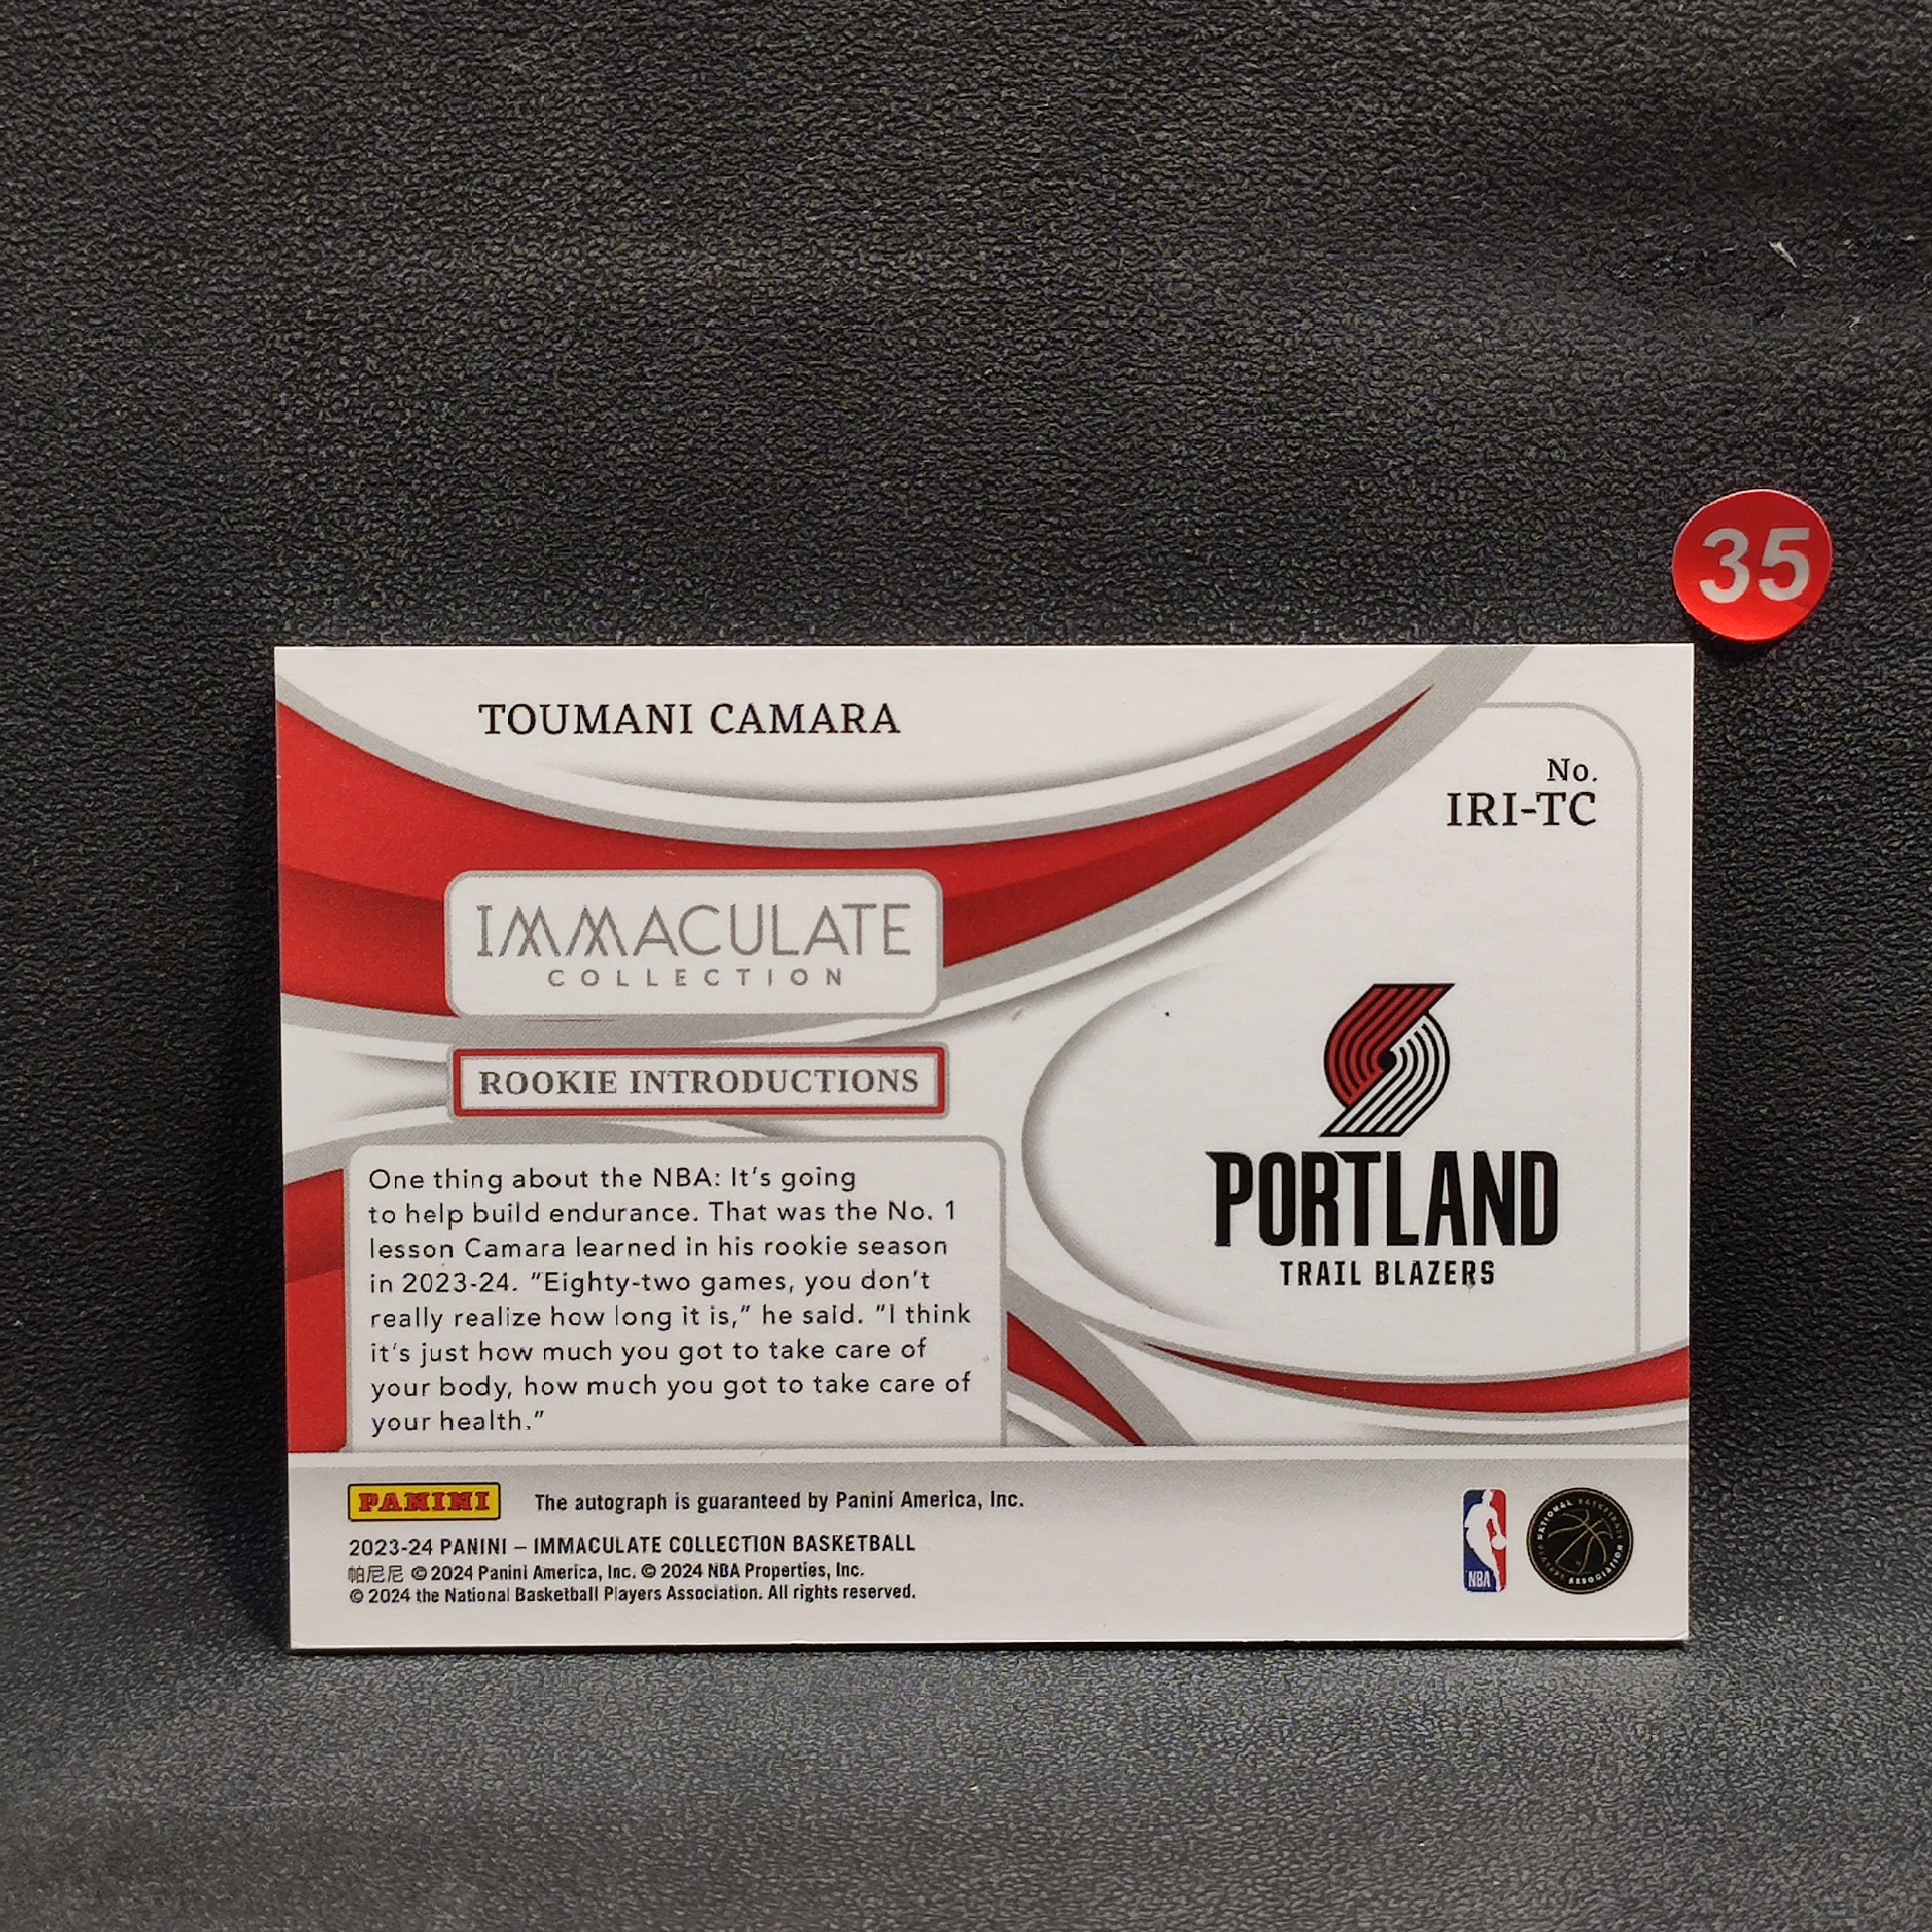 35
TOUMANI CAMARA
No.
IRI-TC
IMMACULATE
COLLECTION
ROOKIE INTRODUCTIONS
One thing about the NBA: It's going
to help build endurance. That was the No. 1
lesson Camara learned in his rookie season
in 2023-24. "Eighty-two games, you don't
really realize how long it is," he said. "I think
it's just how much you got to take care of
your body, how much you got to take care of
your health."
PORTLAND
TRAIL BLAZERS
PANINI
The autograph is guaranteed by Panini America, Inc.
2023-24 PANINI – IMMACULATE COLLECTION BASKETBALL
帕尼尼 © 2024 Panini America, Inc. © 2024 NBA Properties, Inc.
© 2024 the National Basketball Players Association. All rights reserved.
NBA
NATIONAL BASKETBALL PLAYERS ASSOCIATION